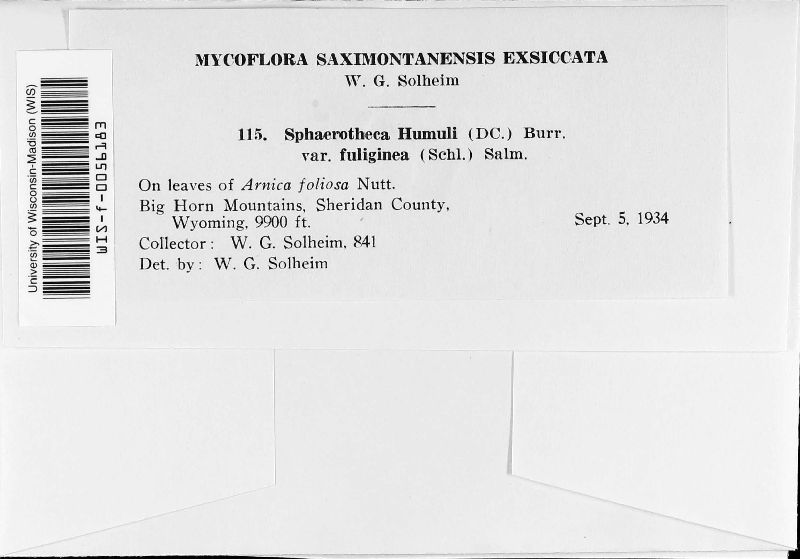 MYCOFLORA SAXIMONTANENSIS EXSICCATA
W. G. Solheim
115. Sphaerotheca Humuli (DC.) Burr.
var. fuliginea (Schl.) Salm.
On leaves of Arnica foliosa Nutt.
Big Horn Mountains, Sheridan County,
Wyoming, 9900 ft.
Sept. 5, 1934
Collector: W. G. Solheim, 841
Det. by: W. G. Solheim
University of Wisconsin-Madison (WIS)
WIS-f-0059183